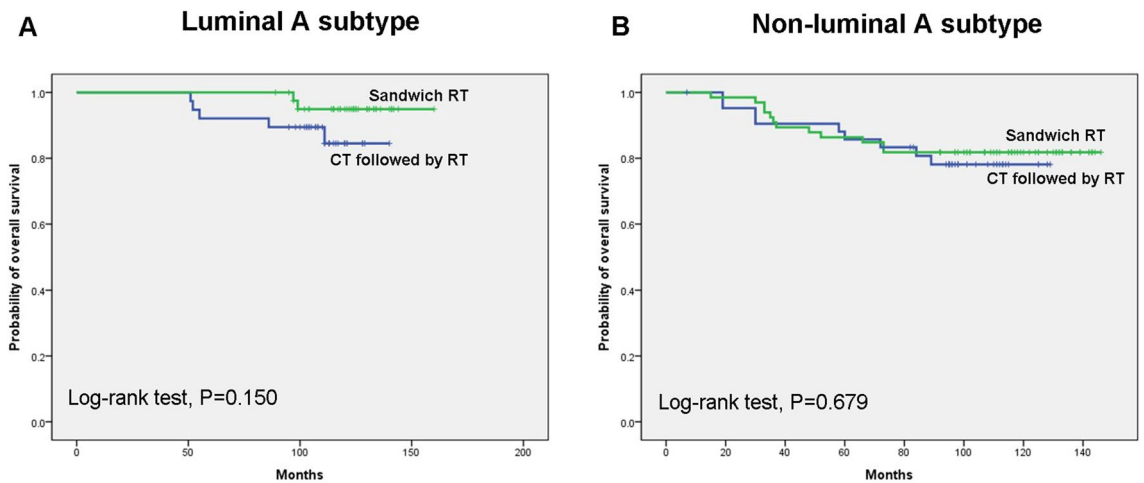 A
Luminal A subtype
Probability of overall survival
1.0
0.8
0.6
0.4
0.2
0.0
Sandwich RT
CT followed by RT
Log-rank test, P=0.150
0 50 100 150 200
Months
B
Non-luminal A subtype
Probability of overall survival
1.0
0.8
0.6
0.4
0.2
0.0
Sandwich RT
CT followed by RT
Log-rank test, P=0.679
0 20 40 60 80 100 120 140
Months